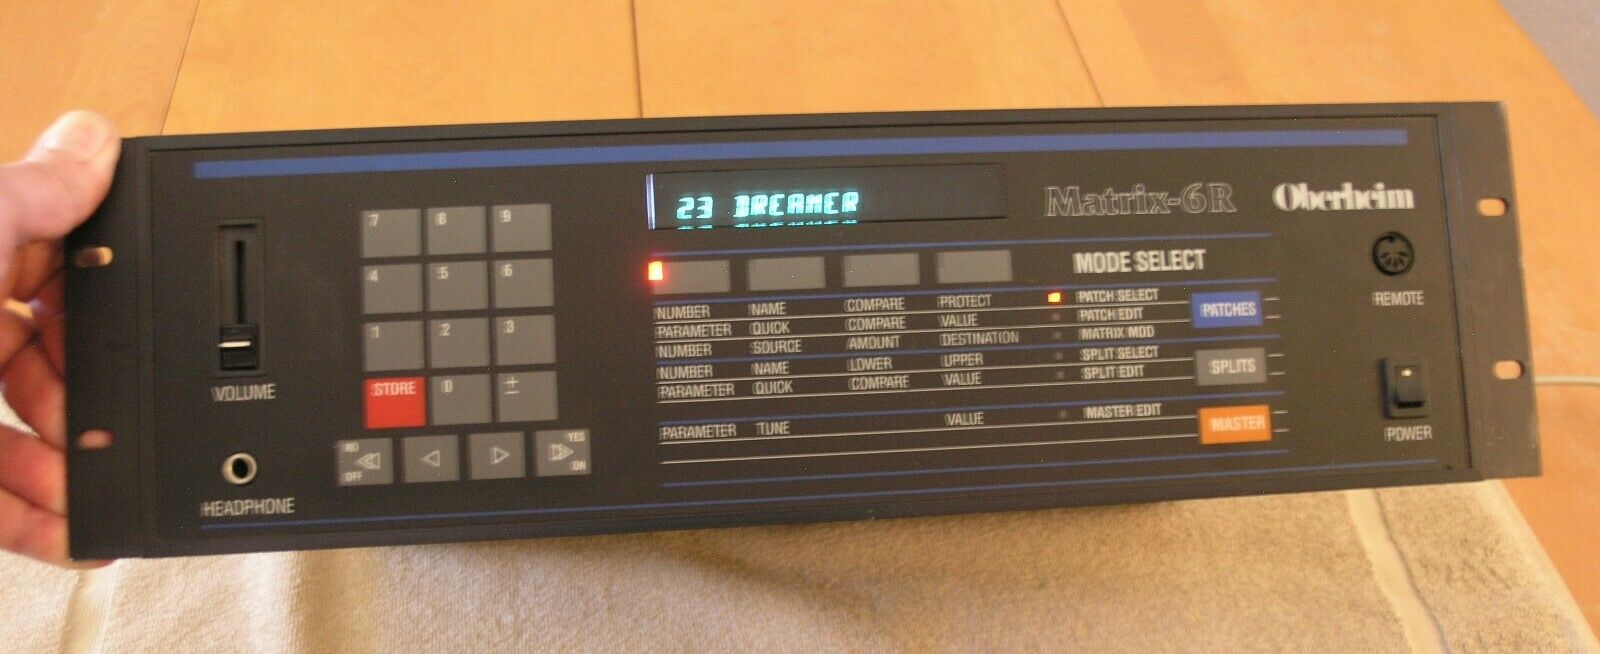 23 DREAMER
Matrix-6R
Oberheim
7 8 9
4 5 6
1 2 3
STORE 0 ±
NO YES
OFF ON
VOLUME
HEADPHONE
MODE SELECT
NUMBER NAME COMPARE PROTECT PATCH SELECT
PARAMETER QUICK COMPARE VALUE PATCH EDIT
NUMBER SOURCE AMOUNT DESTINATION MATRIX MOD
NUMBER NAME LOWER UPPER SPLIT SELECT
PARAMETER QUICK COMPARE VALUE SPLIT EDIT
PARAMETER TUNE VALUE MASTER EDIT
PATCHES
SPLITS
MASTER
REMOTE
POWER